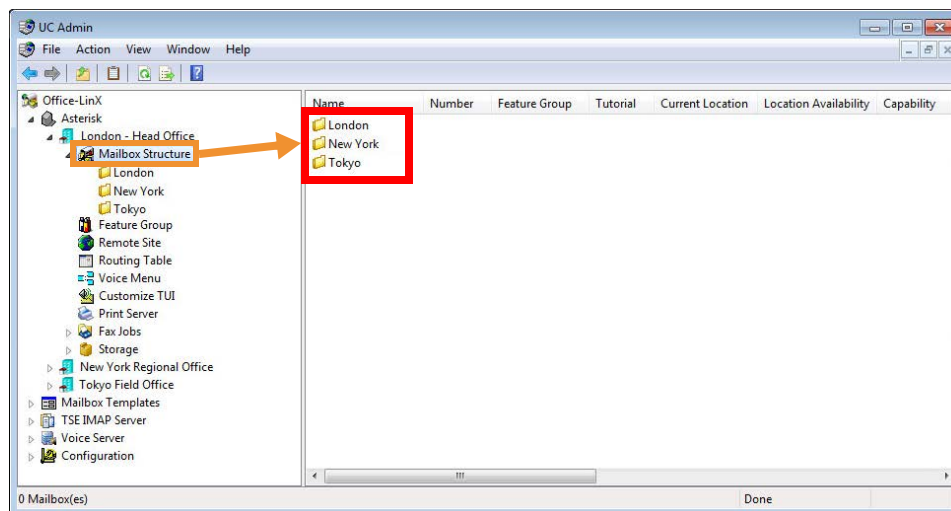 UC Admin
File Action View Window Help
Office-LinX
Asterisk
London - Head Office
Mailbox Structure
London
New York
Tokyo
Feature Group
Remote Site
Routing Table
Voice Menu
Customize TUI
Print Server
Fax Jobs
Storage
New York Regional Office
Tokyo Field Office
Mailbox Templates
TSE IMAP Server
Voice Server
Configuration
Name Number Feature Group Tutorial Current Location Location Availability Capability
London
New York
Tokyo
0 Mailbox(es) Done